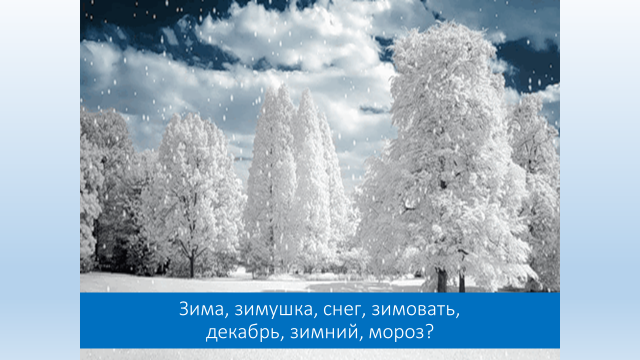 Зима, зимушка, снег, зимовать,
декабрь, зимний, мороз?